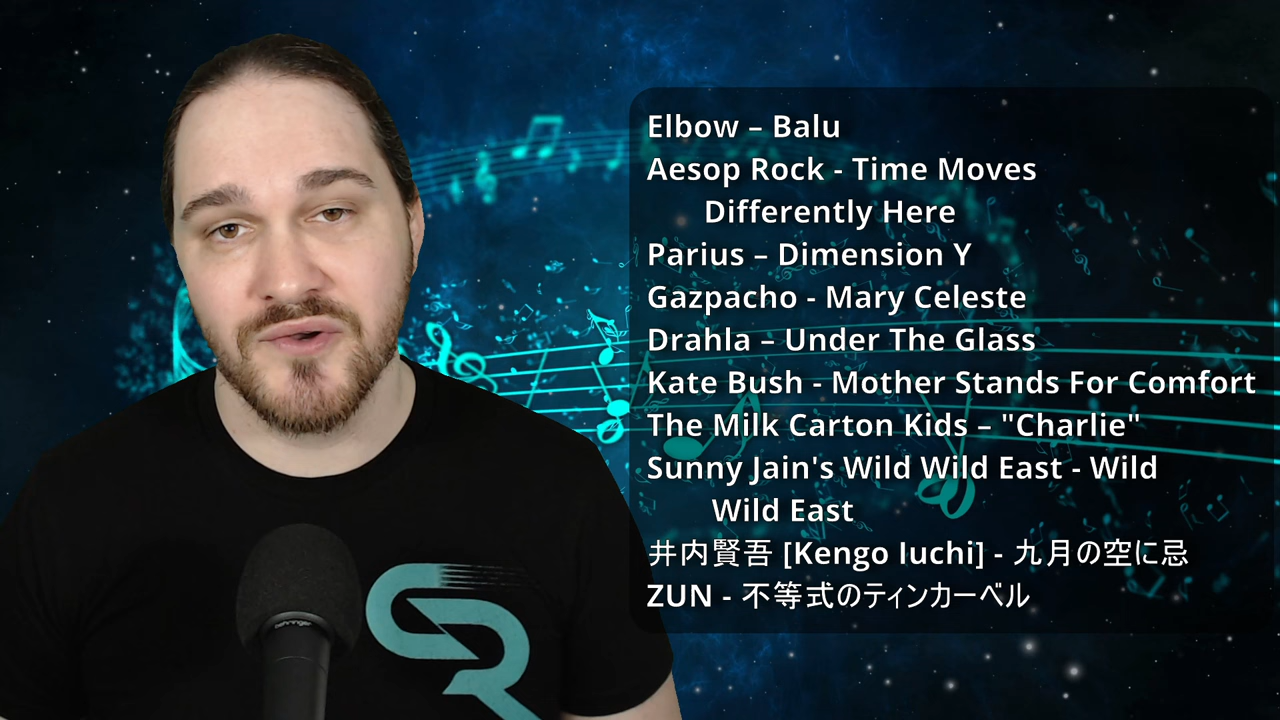 Elbow – Balu
Aesop Rock - Time Moves
Differently Here
Parius – Dimension Y
Gazpacho - Mary Celeste
Drahla – Under The Glass
Kate Bush - Mother Stands For Comfort
The Milk Carton Kids – "Charlie"
Sunny Jain's Wild Wild East - Wild
Wild East
井内賢吾 [Kengo Iuchi] - 九月の空に忌
ZUN - 不等式のティンカーベル
behringer